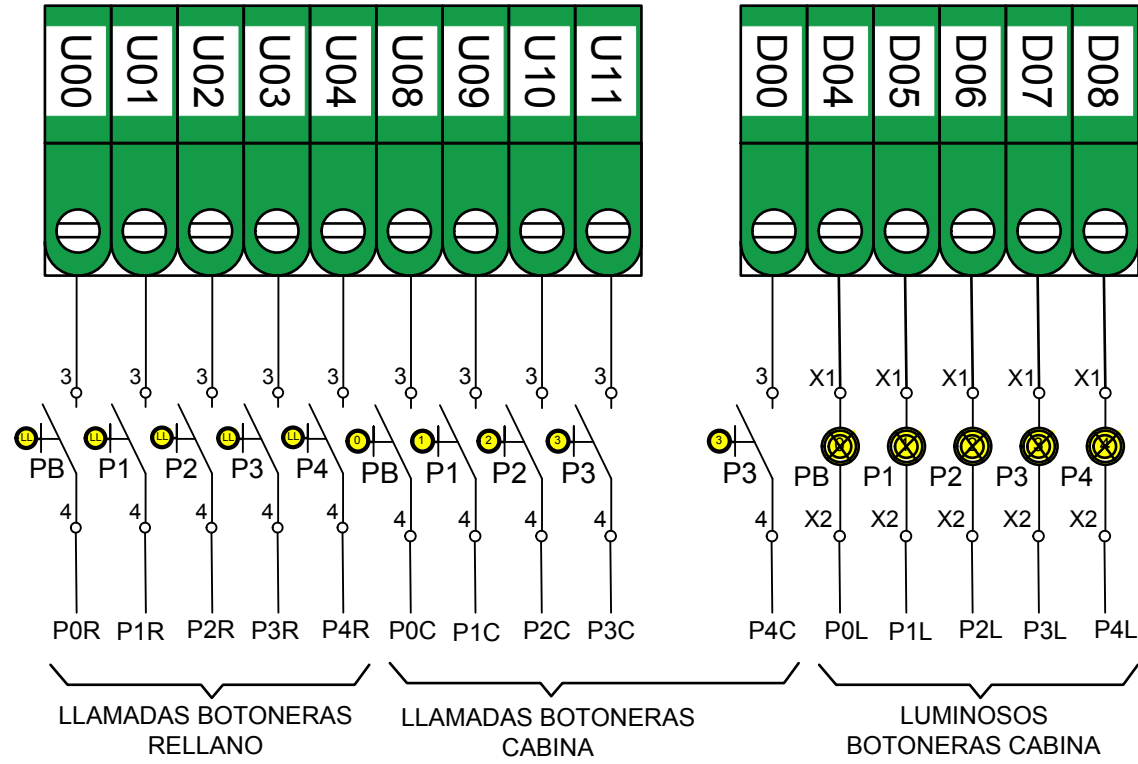 U00 U01 U02 U03 U04 U08 U09 U10 U11 D00 D04 D05 D06 D07 D08
3 3 3 3 3 3 3 3 3 3 X1 X1 X1 X1 X1
LL LL LL LL LL 0 1 2 3 3
PB P1 P2 P3 P4 PB P1 P2 P3 P3 PB P1 P2 P3 P4
4 4 4 4 4 4 4 4 4 4 X2 X2 X2 X2 X2
P0R P1R P2R P3R P4R P0C P1C P2C P3C P4C P0L P1L P2L P3L P4L
LLAMADAS BOTONERAS
RELLANO
LLAMADAS BOTONERAS
CABINA
LUMINOSOS
BOTONERAS CABINA